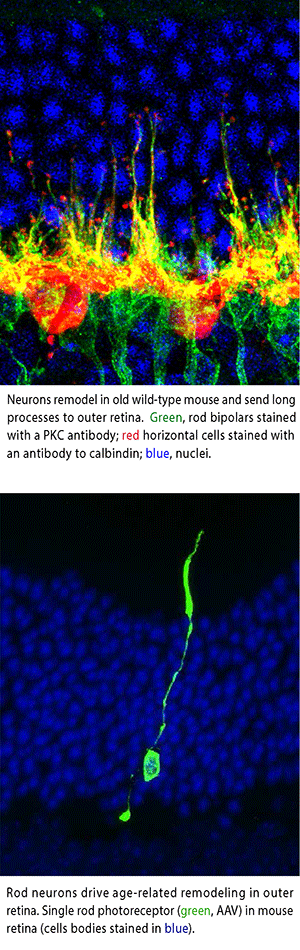 Neurons remodel in old wild-type mouse and send long
processes to outer retina. Green, rod bipolars stained
with a PKC antibody; red horizontal cells stained with
an antibody to calbindin; blue, nuclei.
Rod neurons drive age-related remodeling in outer
retina. Single rod photoreceptor (green, AAV) in mouse
retina (cells bodies stained in blue).